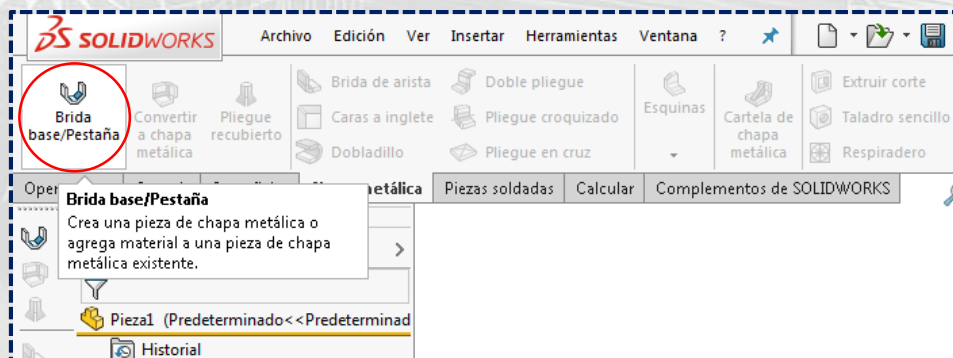 SOLIDWORKS Archivo Edición Ver Insertar Herramientas Ventana ?
Brida base/Pestaña
Convertir a chapa metálica
Pliegue recubierto
Brida de arista
Caras a inglete
Dobladillo
Doble pliegue
Pliegue croquizado
Pliegue en cruz
Esquinas
Cartela de chapa metálica
Extruir corte
Taladro sencillo
Respiradero
Oper etálica Piezas soldadas Calcular Complementos de SOLIDWORKS
Brida base/Pestaña
Crea una pieza de chapa metálica o
agrega material a una pieza de chapa
metálica existente.
Pieza1 (Predeterminado<<Predeterminad
Historial